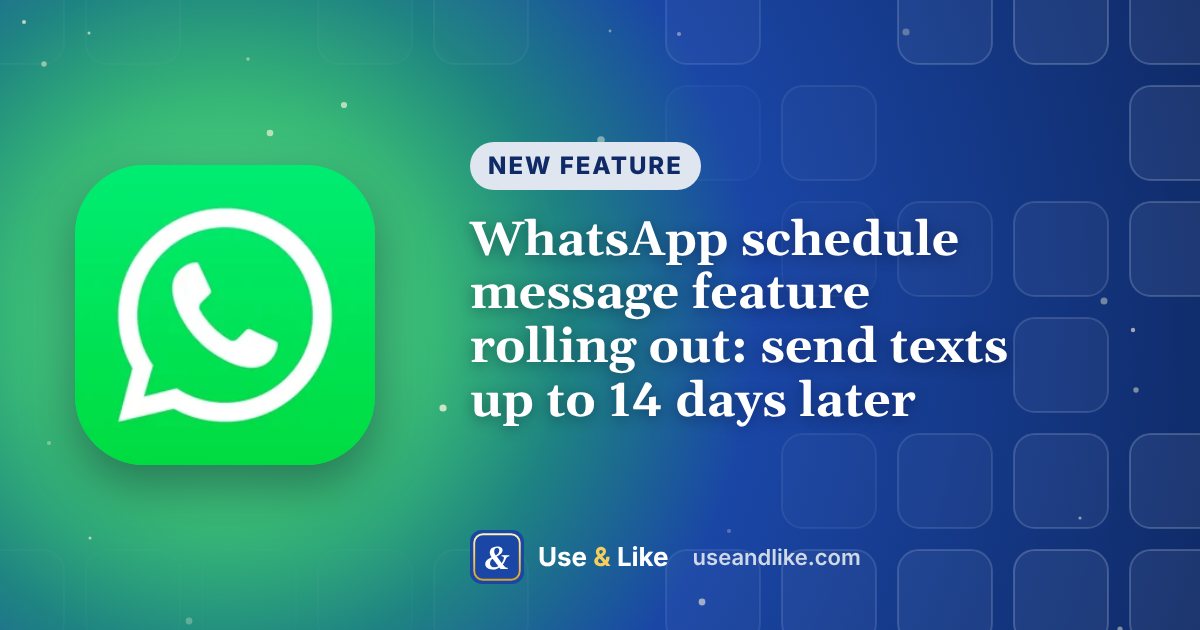 NEW FEATURE
WhatsApp schedule
message feature
rolling out: send texts
up to 14 days later
& Use & Like useandlike.com